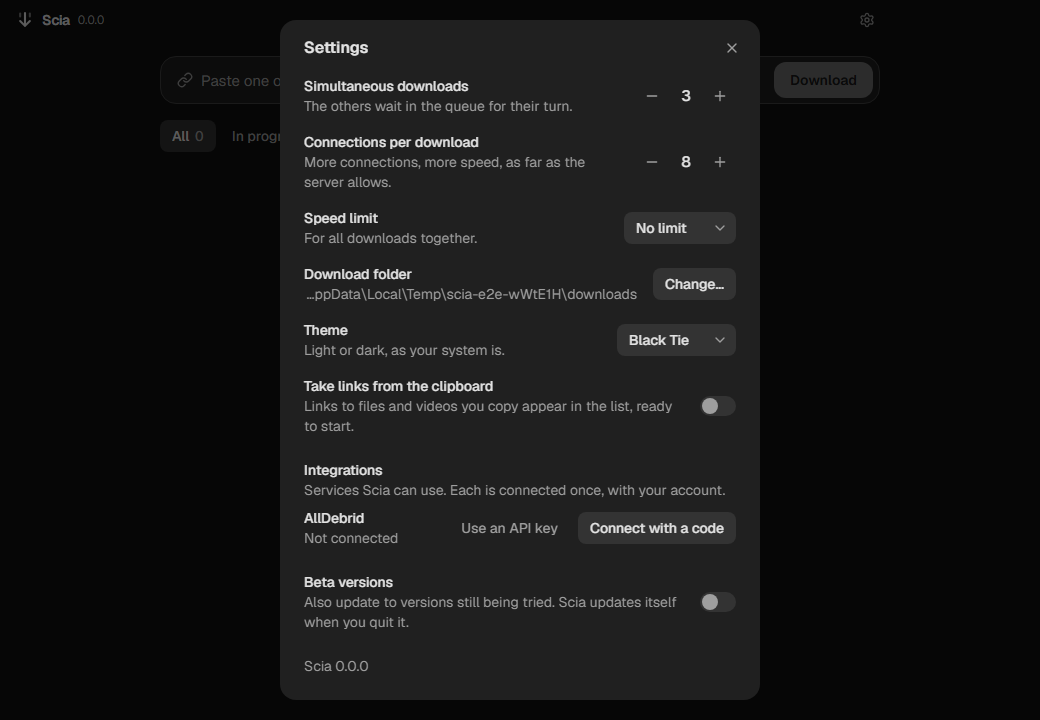 Scia 0.0.0
Settings
Paste one o
Download
All 0
In progr
Simultaneous downloads
The others wait in the queue for their turn.
3
Connections per download
More connections, more speed, as far as the
server allows.
8
Speed limit
For all downloads together.
No limit
Download folder
…ppData\Local\Temp\scia-e2e-wWtE1H\downloads
Change…
Theme
Light or dark, as your system is.
Black Tie
Take links from the clipboard
Links to files and videos you copy appear in the list, ready
to start.
Integrations
Services Scia can use. Each is connected once, with your account.
AllDebrid
Not connected
Use an API key
Connect with a code
Beta versions
Also update to versions still being tried. Scia updates itself
when you quit it.
Scia 0.0.0